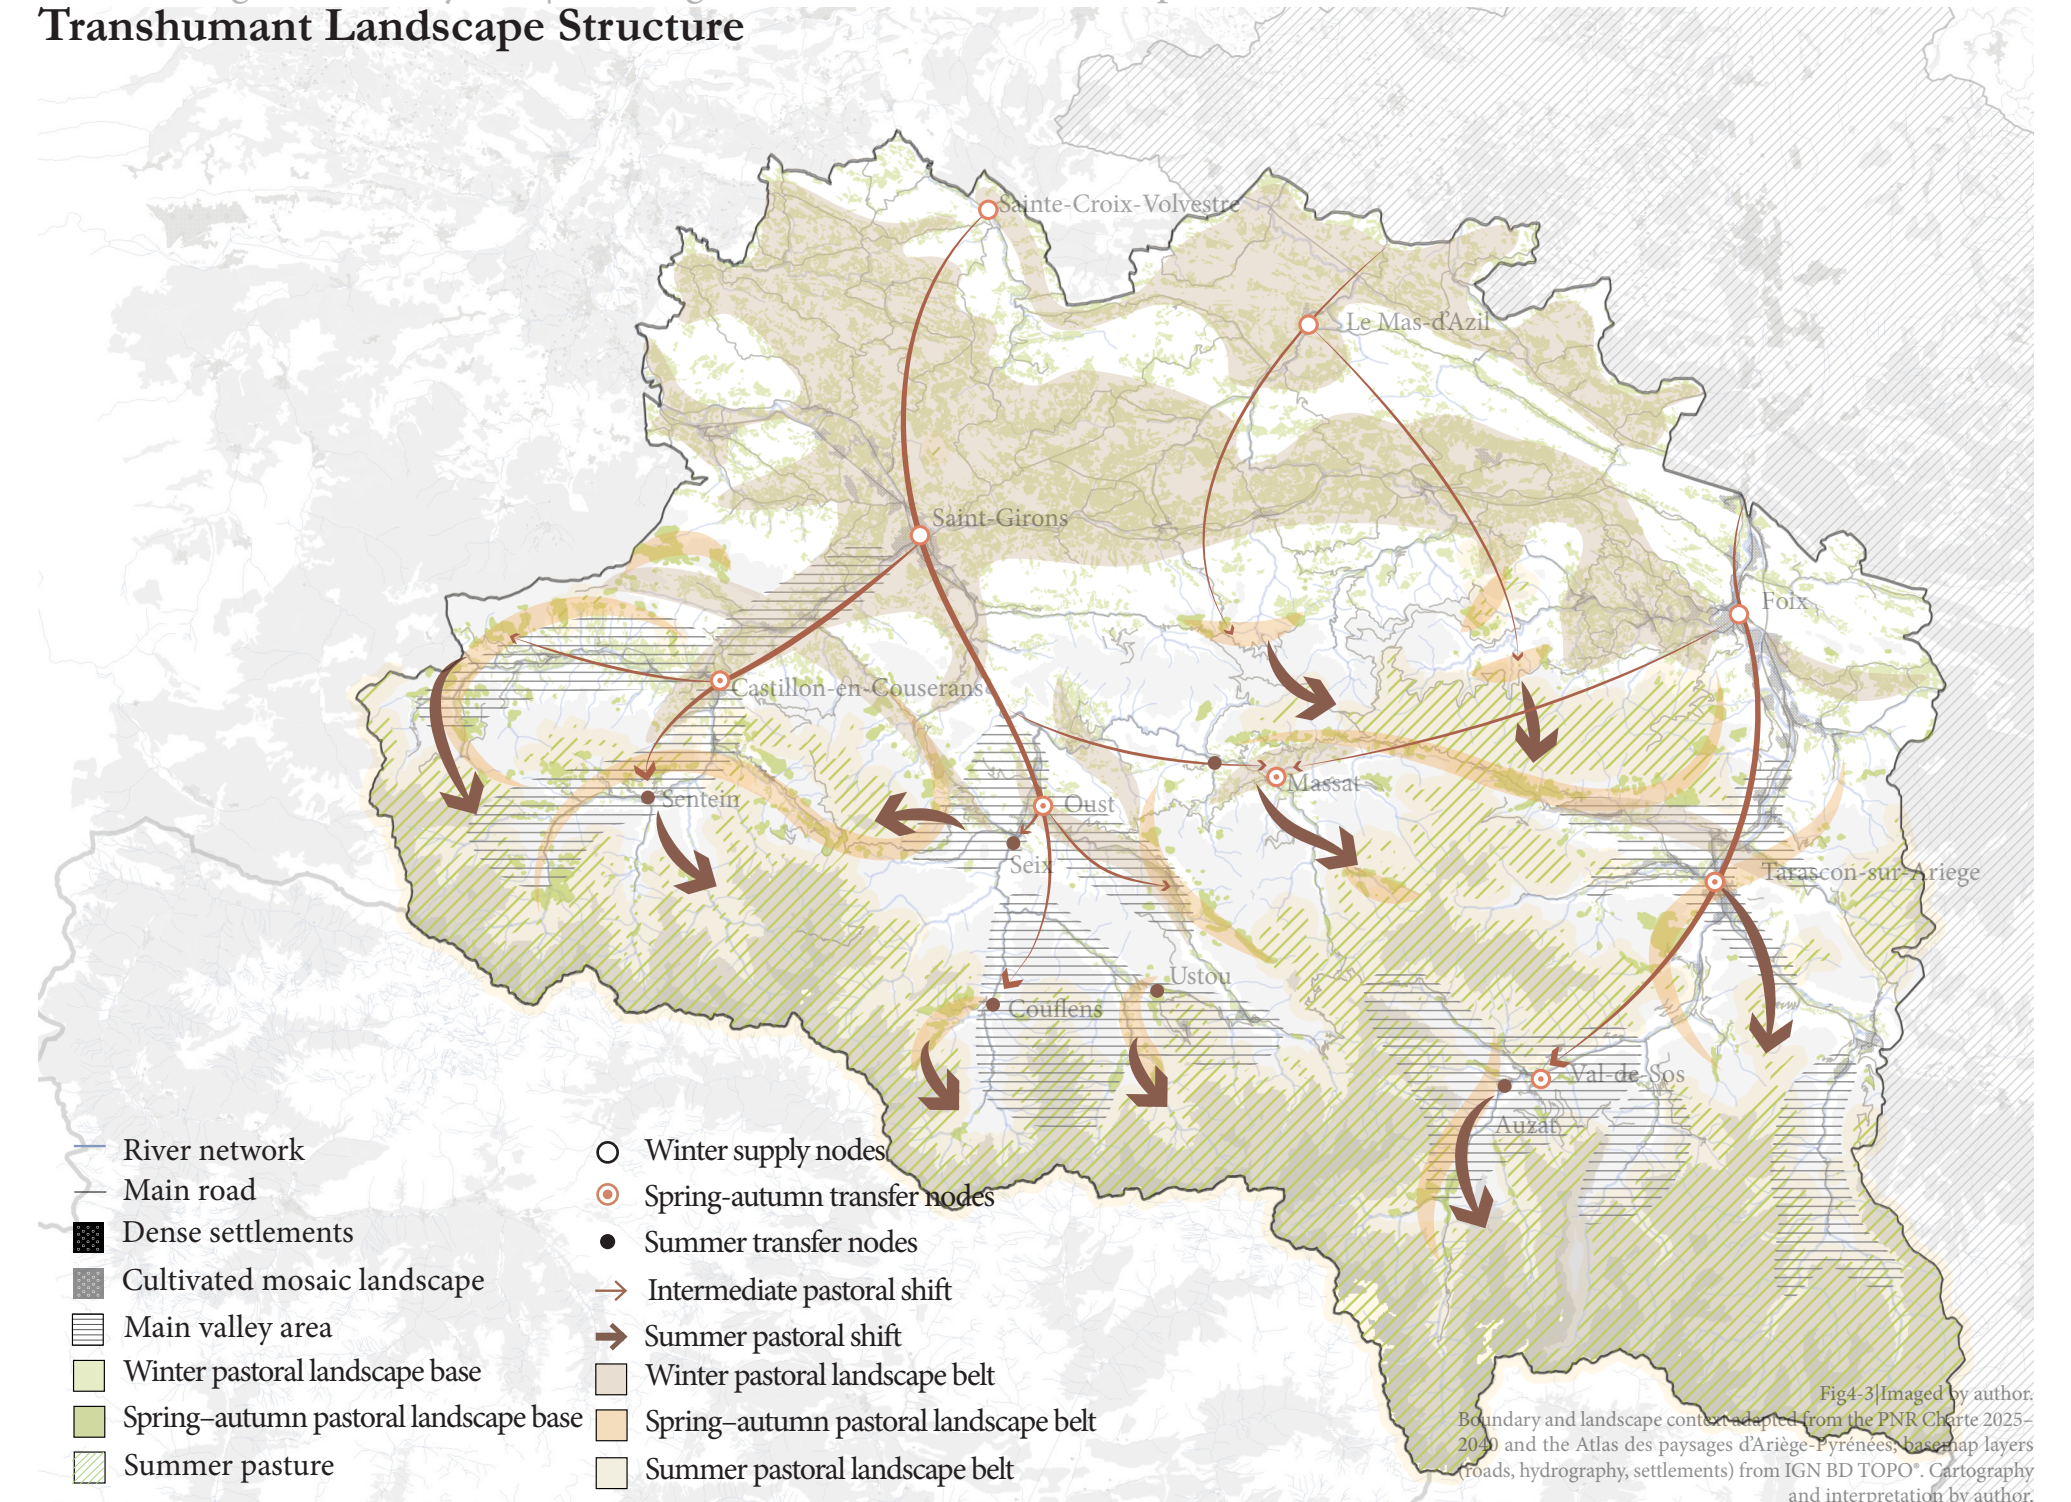 Transhumant Landscape Structure
Sainte-Croix-Volvestre
Le Mas-d'Azil
Saint-Girons
Foix
Castillon-en-Couserans
Massat
Sentein
Oust
Seix
Tarascon-sur-Ariege
Ustou
Couflens
Val-de-Sos
Auzat
River network
Main road
Dense settlements
Cultivated mosaic landscape
Main valley area
Winter pastoral landscape base
Spring–autumn pastoral landscape base
Summer pasture
Winter supply nodes
Spring-autumn transfer nodes
Summer transfer nodes
Intermediate pastoral shift
Summer pastoral shift
Winter pastoral landscape belt
Spring–autumn pastoral landscape belt
Summer pastoral landscape belt
Fig4-3|Imaged by author.
Boundary and landscape context adapted from the PNR Charte 2025–
2040 and the Atlas des paysages d'Ariège-Pyrénées; basemap layers
(roads, hydrography, settlements) from IGN BD TOPO®. Cartography
and interpretation by author.